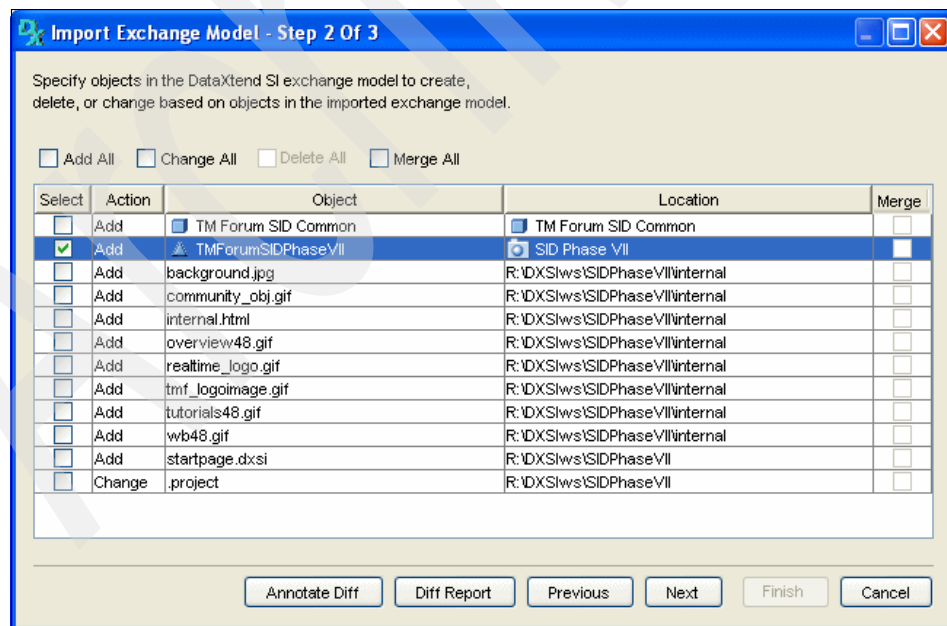 Import Exchange Model - Step 2 Of 3
Specify objects in the DataXtend SI exchange model to create,
delete, or change based on objects in the imported exchange model.
Add All Change All Delete All Merge All
Select Action Object Location Merge
Add TM Forum SID Common TM Forum SID Common
Add TMForumSIDPhaseVII SID Phase VII
Add background.jpg R:\DXSIws\SIDPhaseVII\internal
Add community_obj.gif R:\DXSIws\SIDPhaseVII\internal
Add internal.html R:\DXSIws\SIDPhaseVII\internal
Add overview48.gif R:\DXSIws\SIDPhaseVII\internal
Add realtime_logo.gif R:\DXSIws\SIDPhaseVII\internal
Add tmf_logoimage.gif R:\DXSIws\SIDPhaseVII\internal
Add tutorials48.gif R:\DXSIws\SIDPhaseVII\internal
Add wb48.gif R:\DXSIws\SIDPhaseVII\internal
Add startpage.dxsi R:\DXSIws\SIDPhaseVII
Change .project R:\DXSIws\SIDPhaseVII
Annotate Diff Diff Report Previous Next Finish Cancel